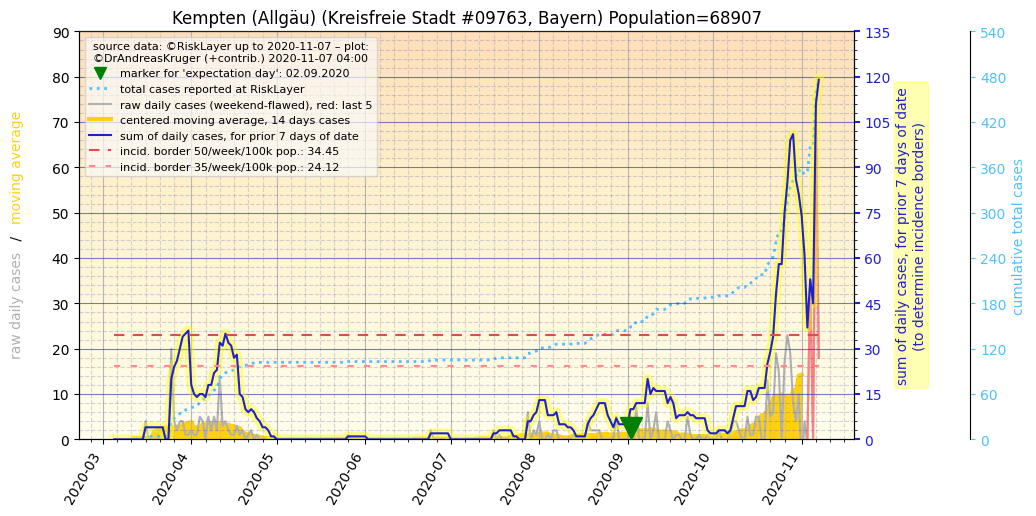 Kempten (Allgäu) (Kreisfreie Stadt #09763, Bayern) Population=68907
source data: ©RiskLayer up to 2020-11-07 – plot:
©DrAndreasKruger (+contrib.) 2020-11-07 04:00
marker for 'expectation day': 02.09.2020
total cases reported at RiskLayer
raw daily cases (weekend-flawed), red: last 5
centered moving average, 14 days cases
sum of daily cases, for prior 7 days of date
incid. border 50/week/100k pop.: 34.45
incid. border 35/week/100k pop.: 24.12
raw daily cases / moving average
90
80
70
60
50
40
30
20
10
0
135
120
105
90
75
60
45
30
15
0
sum of daily cases, for prior 7 days of date
(to determine incidence borders)
540
480
420
360
300
240
180
120
60
0
cumulative total cases
2020-03
2020-04
2020-05
2020-06
2020-07
2020-08
2020-09
2020-10
2020-11